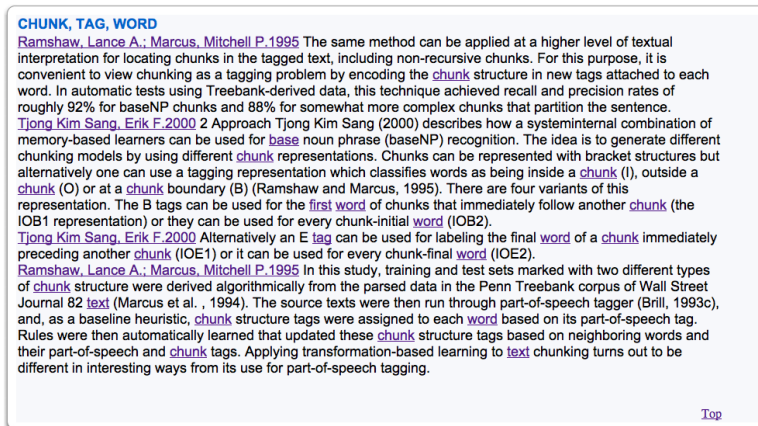 CHUNK, TAG, WORD
Ramshaw, Lance A.; Marcus, Mitchell P.1995 The same method can be applied at a higher level of textual
interpretation for locating chunks in the tagged text, including non-recursive chunks. For this purpose, it is
convenient to view chunking as a tagging problem by encoding the chunk structure in new tags attached to each
word. In automatic tests using Treebank-derived data, this technique achieved recall and precision rates of
roughly 92% for baseNP chunks and 88% for somewhat more complex chunks that partition the sentence.
Tjong Kim Sang, Erik F.2000 2 Approach Tjong Kim Sang (2000) describes how a systeminternal combination of
memory-based learners can be used for base noun phrase (baseNP) recognition. The idea is to generate different
chunking models by using different chunk representations. Chunks can be represented with bracket structures but
alternatively one can use a tagging representation which classifies words as being inside a chunk (I), outside a
chunk (O) or at a chunk boundary (B) (Ramshaw and Marcus, 1995). There are four variants of this
representation. The B tags can be used for the first word of chunks that immediately follow another chunk (the
IOB1 representation) or they can be used for every chunk-initial word (IOB2).
Tjong Kim Sang, Erik F.2000 Alternatively an E tag can be used for labeling the final word of a chunk immediately
preceding another chunk (IOE1) or it can be used for every chunk-final word (IOE2).
Ramshaw, Lance A.; Marcus, Mitchell P.1995 In this study, training and test sets marked with two different types
of chunk structure were derived algorithmically from the parsed data in the Penn Treebank corpus of Wall Street
Journal 82 text (Marcus et al. , 1994). The source texts were then run through part-of-speech tagger (Brill, 1993c),
and, as a baseline heuristic, chunk structure tags were assigned to each word based on its part-of-speech tag.
Rules were then automatically learned that updated these chunk structure tags based on neighboring words and
their part-of-speech and chunk tags. Applying transformation-based learning to text chunking turns out to be
different in interesting ways from its use for part-of-speech tagging.
Top